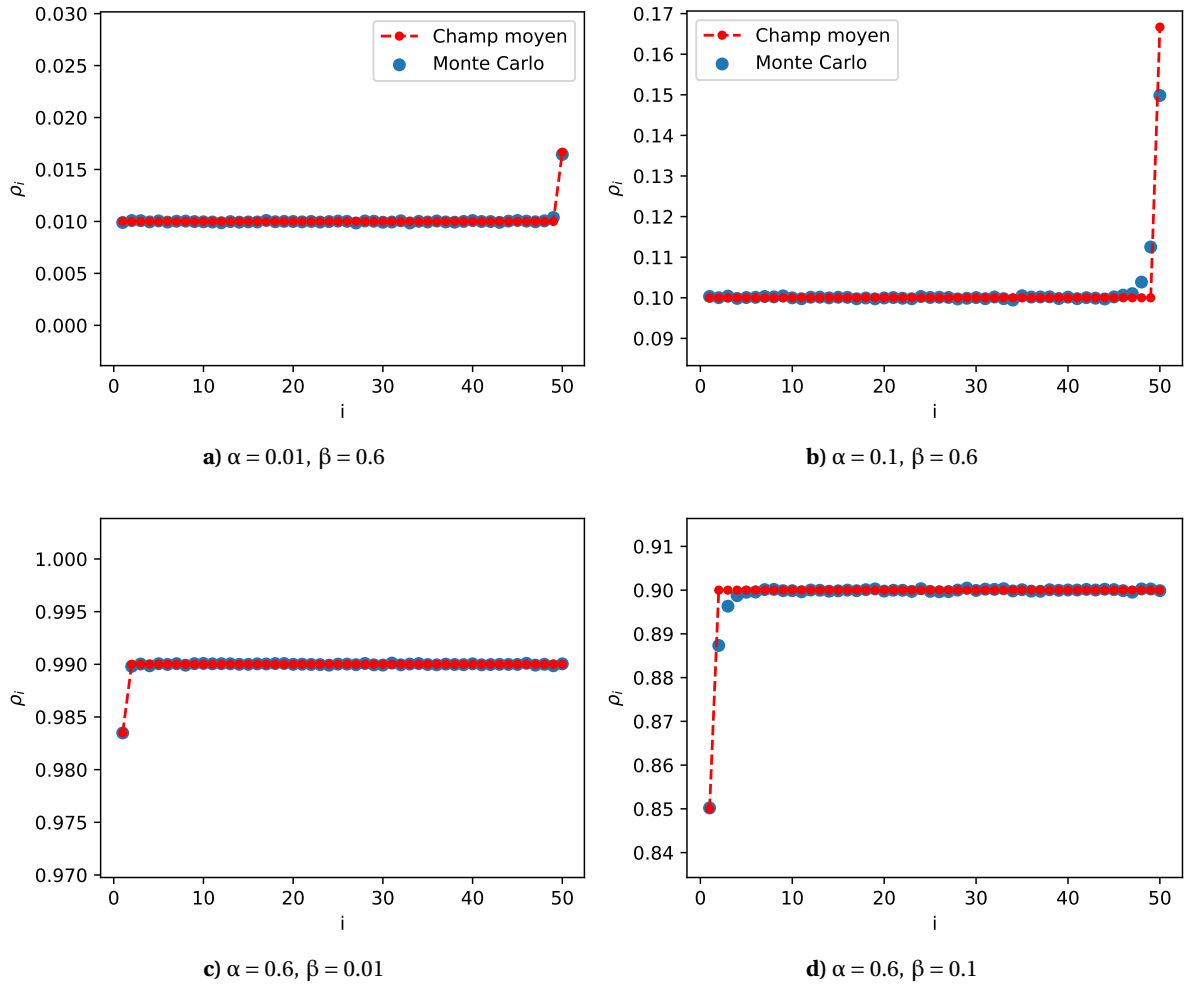 0.030
0.025
0.020
0.015
0.010
0.005
0.000
ρi
0 10 20 30 40 50
i
Champ moyen
Monte Carlo
a) α = 0.01, β = 0.6
0.17
0.16
0.15
0.14
0.13
0.12
0.11
0.10
0.09
ρi
0 10 20 30 40 50
i
Champ moyen
Monte Carlo
b) α = 0.1, β = 0.6
1.000
0.995
0.990
0.985
0.980
0.975
0.970
ρi
0 10 20 30 40 50
i
c) α = 0.6, β = 0.01
0.91
0.90
0.89
0.88
0.87
0.86
0.85
0.84
ρi
0 10 20 30 40 50
i
d) α = 0.6, β = 0.1